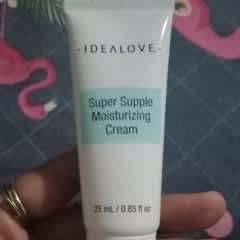 ·IDEALOVE·
Super Supple
Moisturizing
Cream
25 mL / 0.85 fl oz